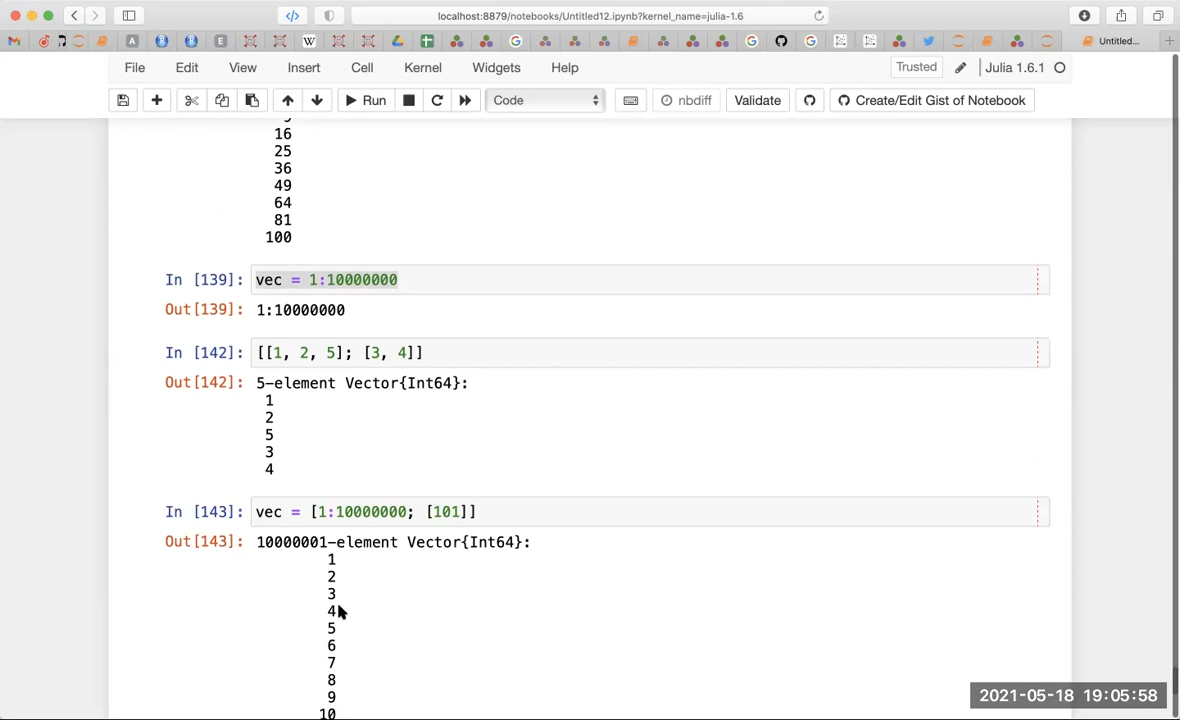 localhost:8879/notebooks/Untitled12.ipynb?kernel_name=julia-1.6
Untitled...
File Edit View Insert Cell Kernel Widgets Help Trusted Julia 1.6.1
Run Code nbdiff Validate Create/Edit Gist of Notebook
16
25
36
49
64
81
100
In [139]: vec = 1:10000000
Out[139]: 1:10000000
In [142]: [[1, 2, 5]; [3, 4]]
Out[142]: 5-element Vector{Int64}:
1
2
5
3
4
In [143]: vec = [1:10000000; [101]]
Out[143]: 10000001-element Vector{Int64}:
1
2
3
4
5
6
7
8
9
10
2021-05-18 19:05:58